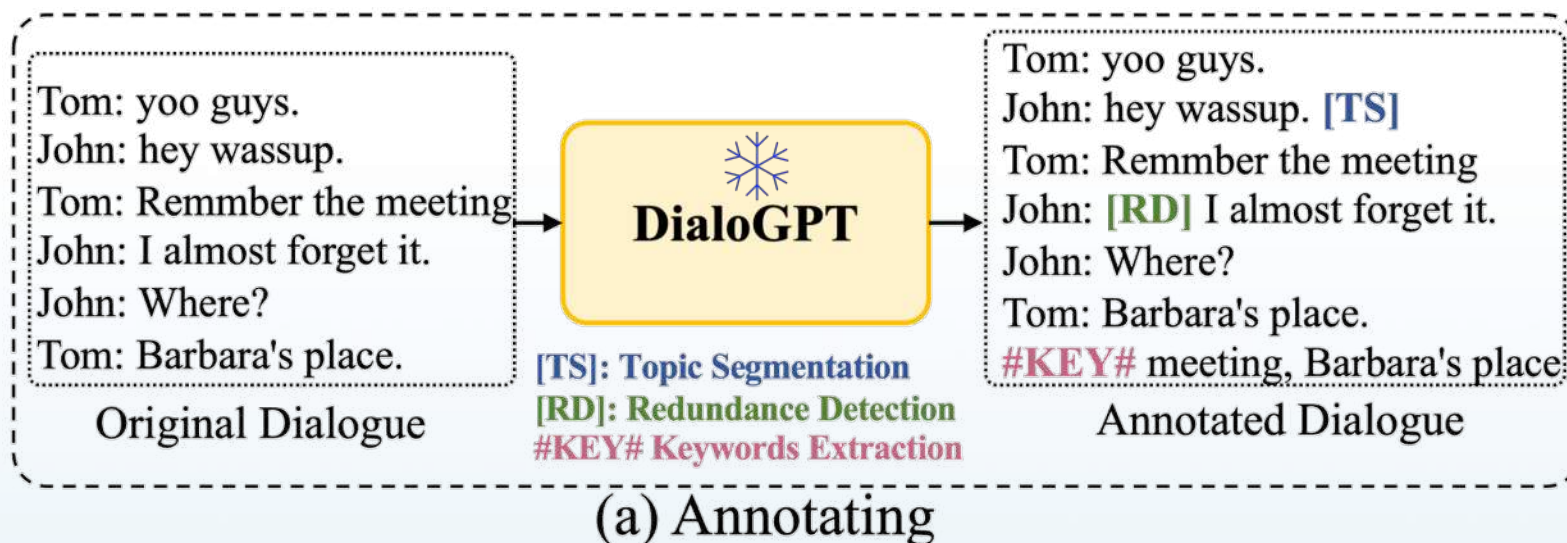 Tom: yoo guys.
John: hey wassup.
Tom: Remmber the meeting
John: I almost forget it.
John: Where?
Tom: Barbara's place.
Original Dialogue
DialoGPT
[TS]: Topic Segmentation
[RD]: Redundance Detection
#KEY# Keywords Extraction
Tom: yoo guys.
John: hey wassup. [TS]
Tom: Remmber the meeting
John: [RD] I almost forget it.
John: Where?
Tom: Barbara's place.
#KEY# meeting, Barbara's place
Annotated Dialogue
(a) Annotating